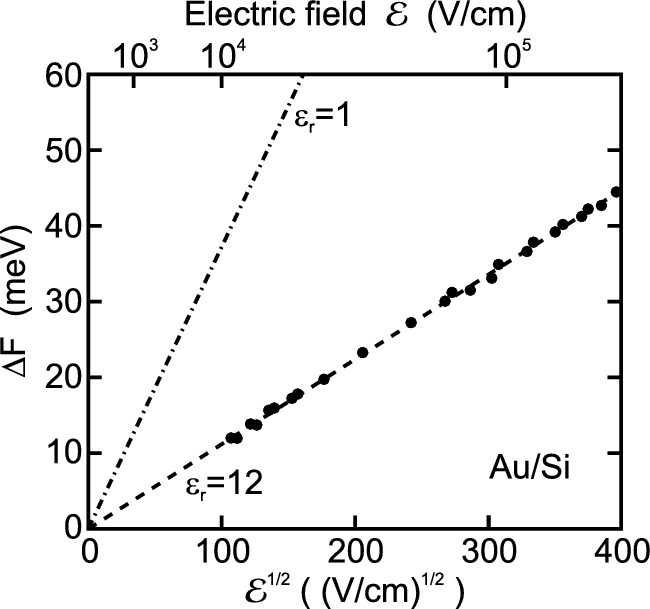 Electric field ℰ (V/cm)
10³ 10⁴ 10⁵
60
εᵣ=1
50
40
ΔF (meV)
30
20
10
Au/Si
εᵣ=12
0
0 100 200 300 400
ℰ¹/² ( (V/cm)¹/² )